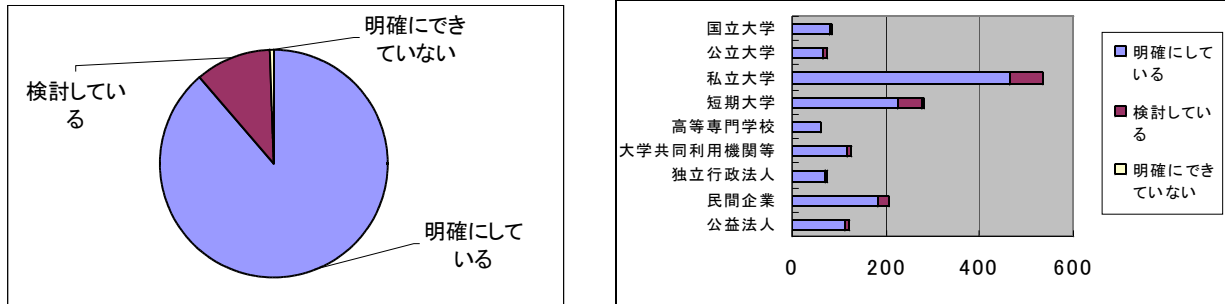 明確にでき
ていない
検討してい
る
明確にして
いる
国立大学
公立大学
私立大学
短期大学
高等専門学校
大学共同利用機関等
独立行政法人
民間企業
公益法人
0 200 400 600
明確にして
いる
検討してい
る
明確にでき
ていない